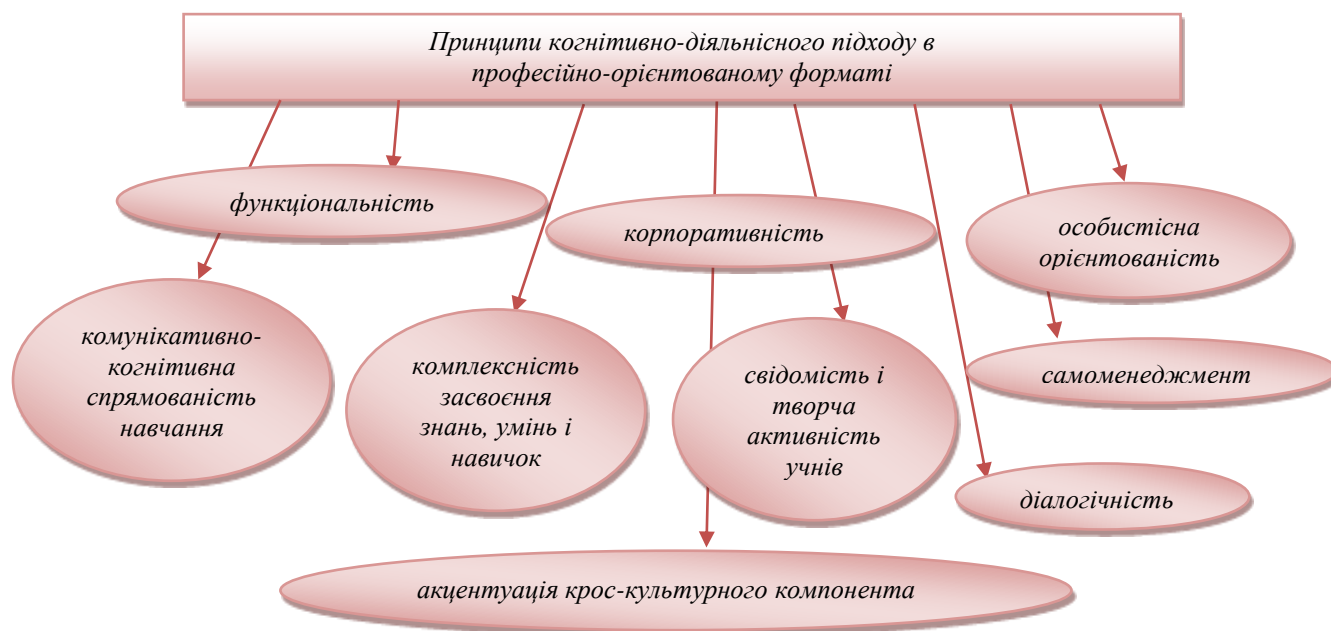 Принципи когнітивно-діяльнісного підходу в
професійно-орієнтованому форматі
функціональність
корпоративність
особистісна
орієнтованість
комунікативно-
когнітивна
спрямованість
навчання
комплексність
засвоєння
знань, умінь і
навичок
свідомість і
творча
активність
учнів
самоменеджмент
діалогічність
акцентуація крос-культурного компонента